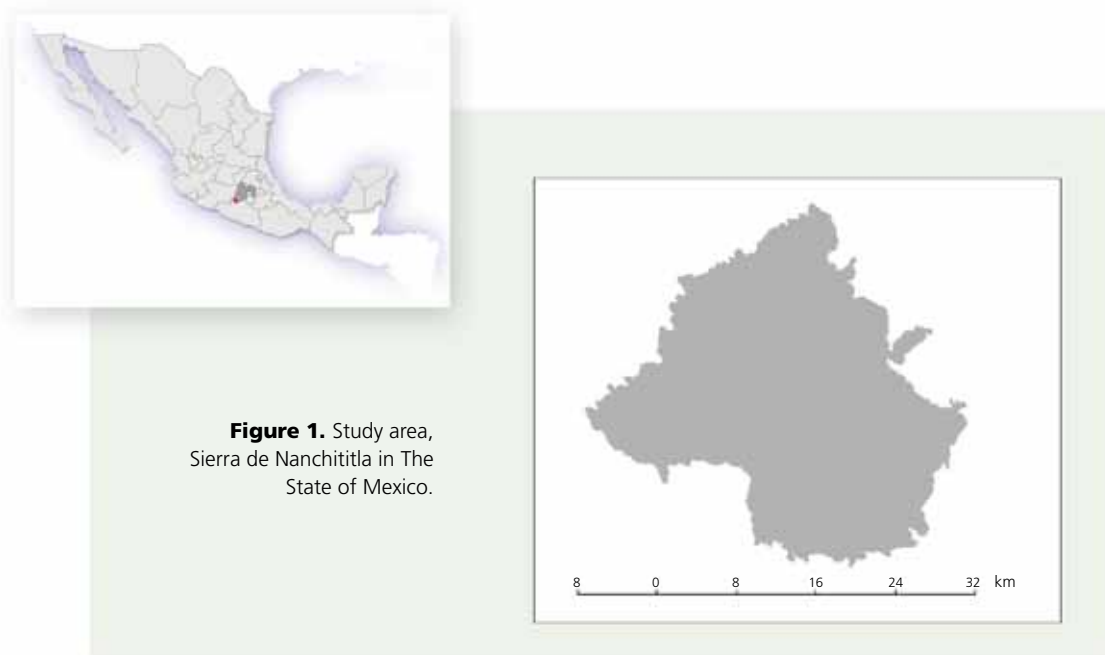 Figure 1. Study area,
Sierra de Nanchititla in The
State of Mexico.
8 0 8 16 24 32 km